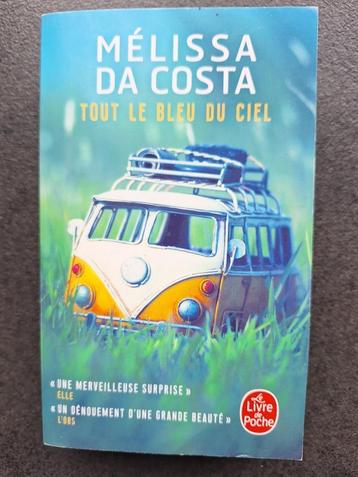 MÉLISSA
DA COSTA
TOUT LE BLEU DU CIEL
« UNE MERVEILLEUSE SURPRISE »
ELLE
« UN DÉNOUEMENT D'UNE GRANDE BEAUTÉ »
L'OBS
Le
Livre
de
Poche